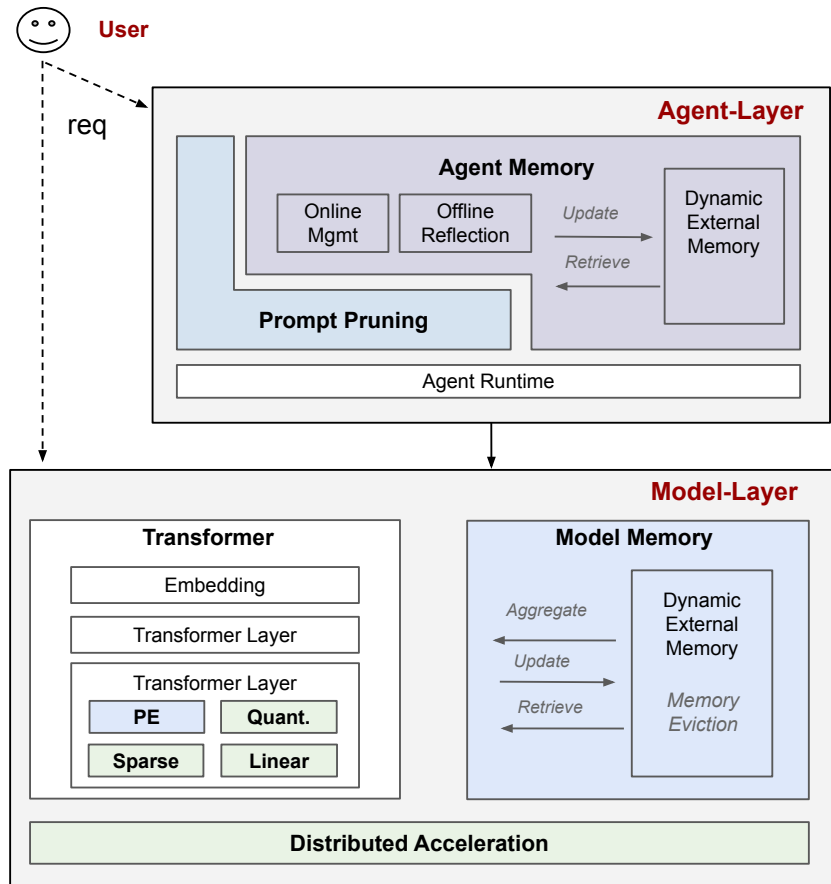 User
req
Agent-Layer
Agent Memory
Online
Mgmt
Offline
Reflection
Update
Retrieve
Dynamic
External
Memory
Prompt Pruning
Agent Runtime
Model-Layer
Transformer
Embedding
Transformer Layer
Transformer Layer
PE
Quant.
Sparse
Linear
Model Memory
Aggregate
Update
Retrieve
Dynamic
External
Memory
Memory
Eviction
Distributed Acceleration